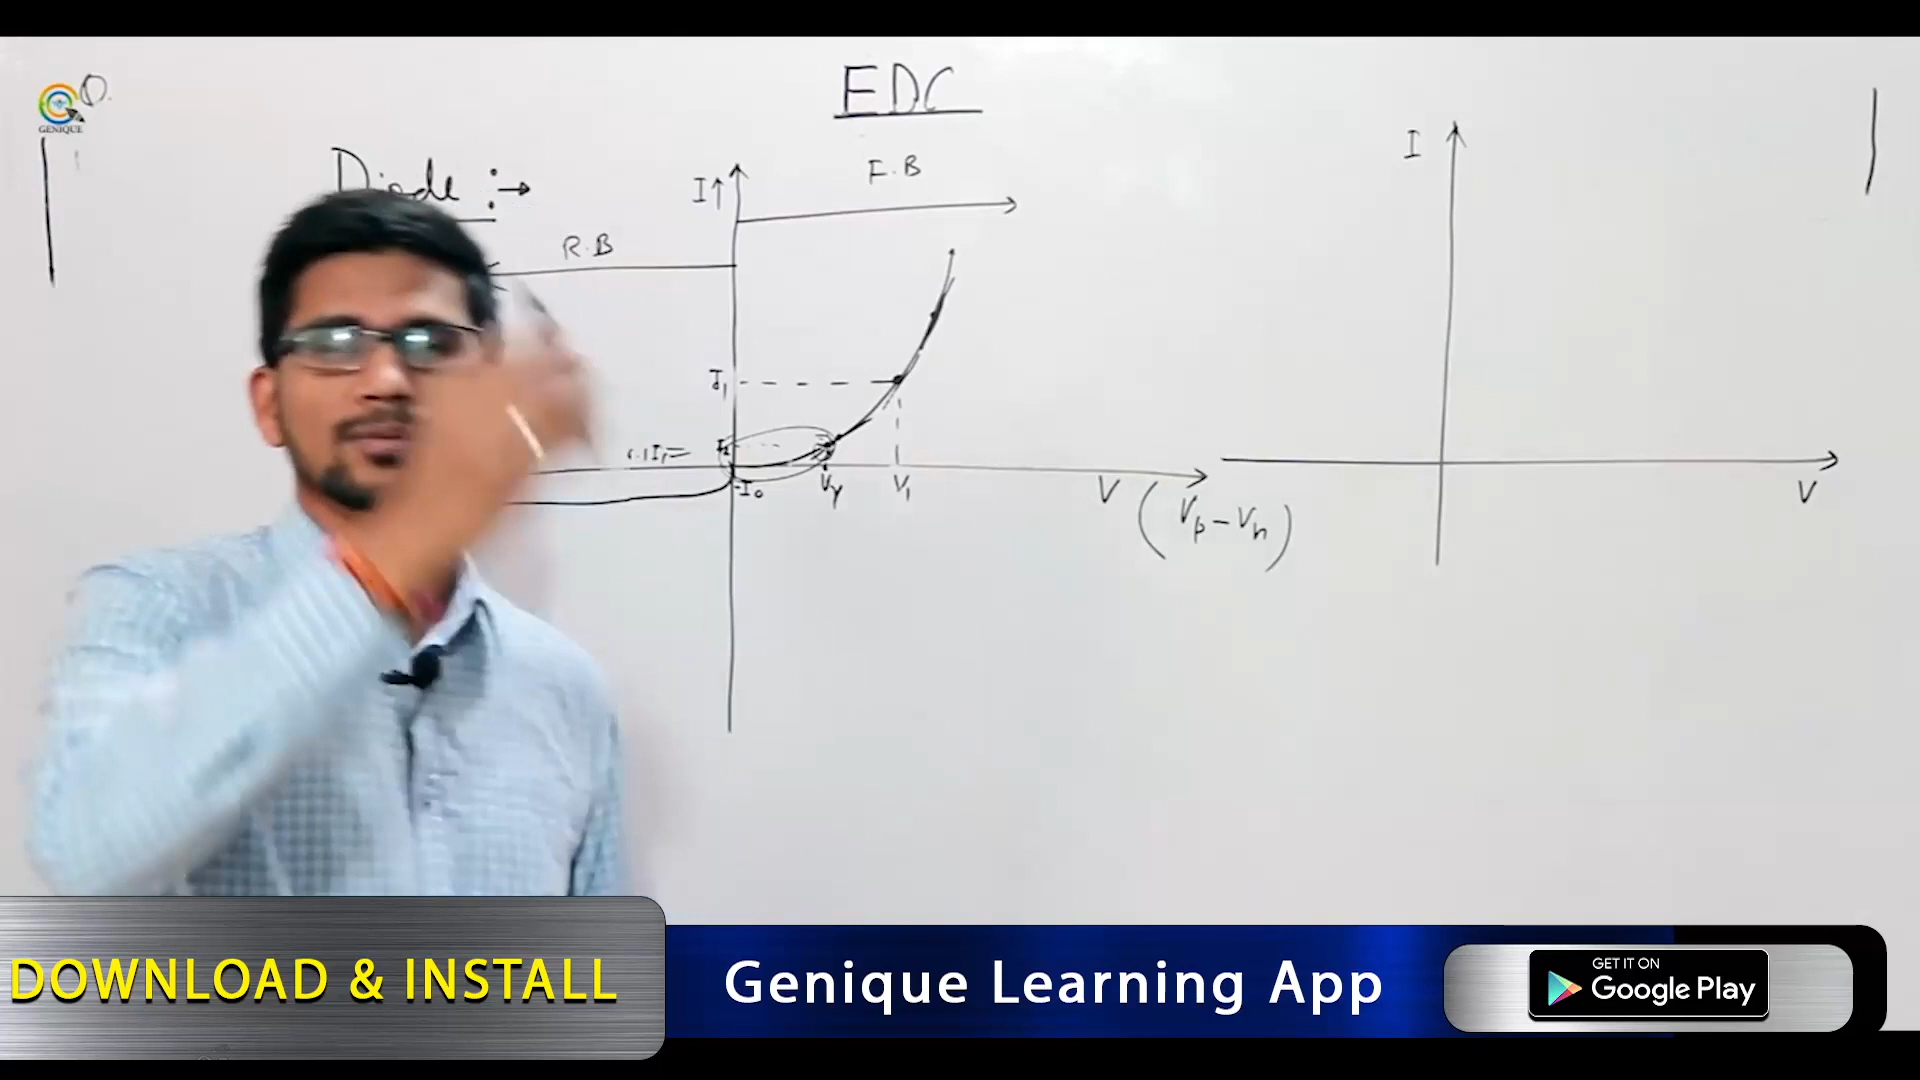 EDC
GENIQUE
Diode :→
I↑
F.B
I
R.B
I₁
-I₀
Vγ
V₁
V
(Vp - Vn)
V
DOWNLOAD & INSTALL
Genique Learning App
GET IT ON
Google Play